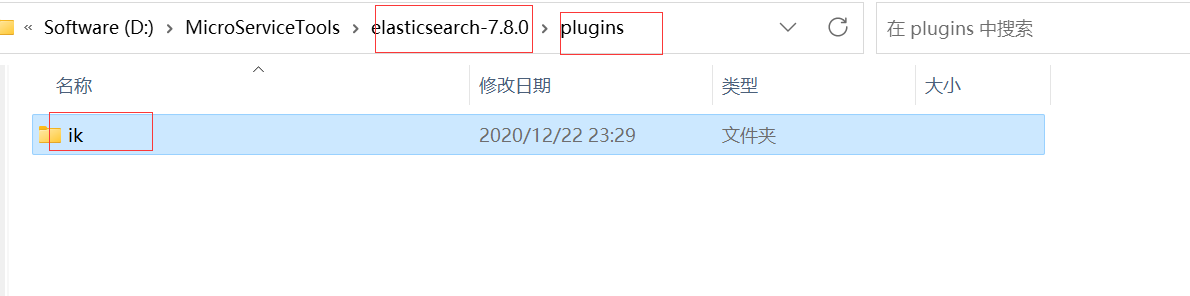 « Software (D:) › MicroServiceTools › elasticsearch-7.8.0 › plugins 在 plugins 中搜索
名称 修改日期 类型 大小
ik 2020/12/22 23:29 文件夹